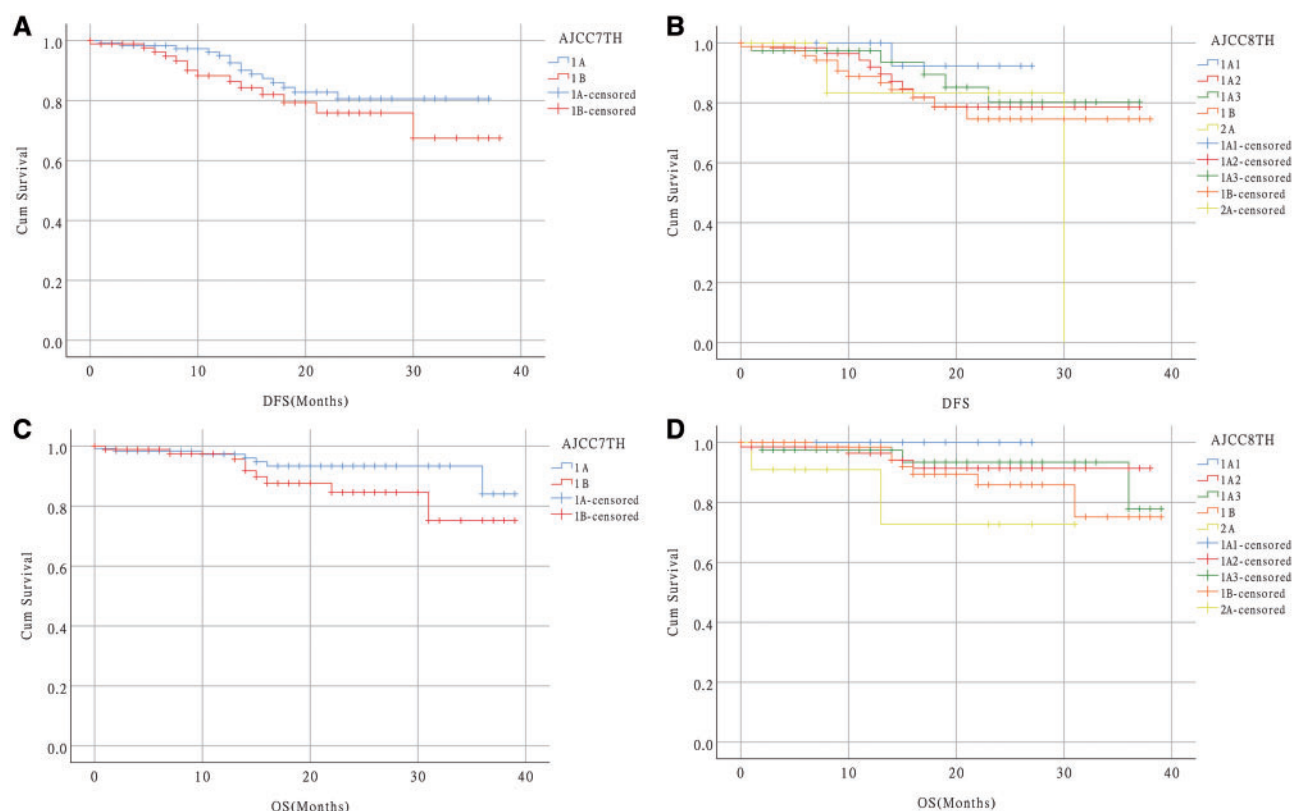 A
1.0
0.8
0.6
0.4
0.2
0.0
Cum Survival
0
10
20
30
40
DFS(Months)
AJCC7TH
1A
1B
1A-censored
1B-censored
B
1.0
0.8
0.6
0.4
0.2
0.0
Cum Survival
0
10
20
30
40
DFS
AJCC8TH
1A1
1A2
1A3
1B
2A
1A1-censored
1A2-censored
1A3-censored
1B-censored
2A-censored
C
1.0
0.8
0.6
0.4
0.2
0.0
Cum Survival
0
10
20
30
40
OS(Months)
AJCC7TH
1A
1B
1A-censored
1B-censored
D
1.0
0.8
0.6
0.4
0.2
0.0
Cum Survival
0
10
20
30
40
OS(Months)
AJCC8TH
1A1
1A2
1A3
1B
2A
1A1-censored
1A2-censored
1A3-censored
1B-censored
2A-censored